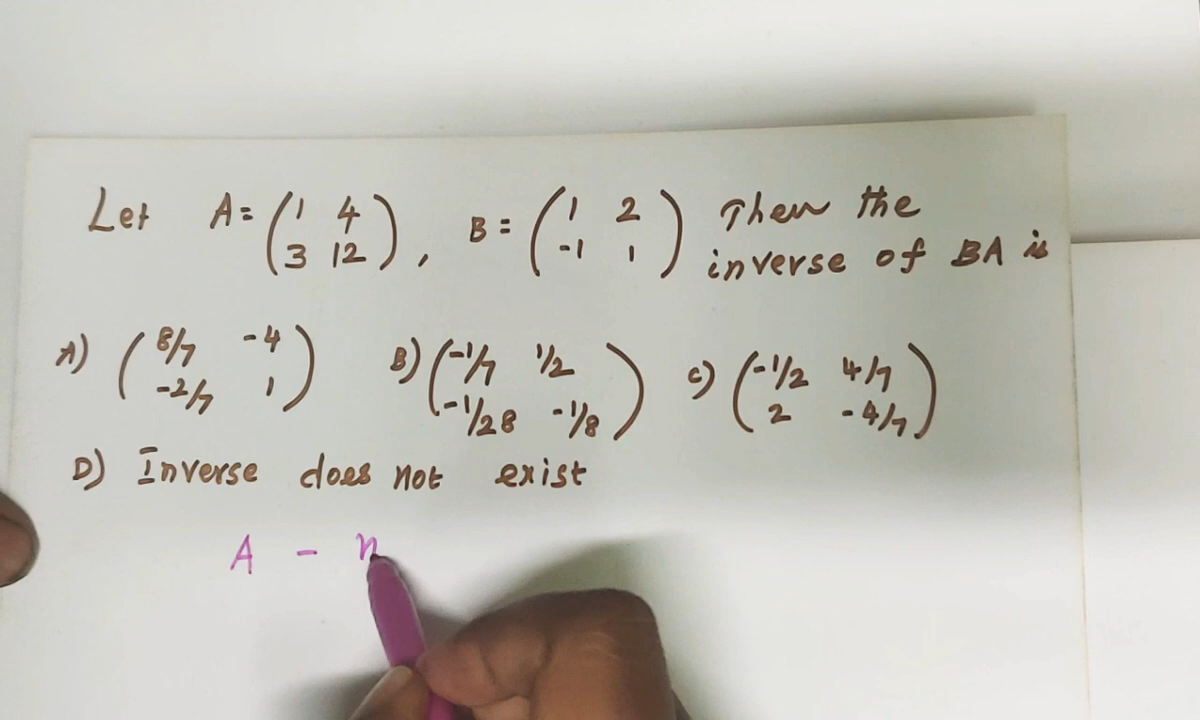 Let A= (1 4 3 12), B = (1 2 -1 1) Then the
inverse of BA is
A) (8/7 -4 -2/7 1) B) (-1/7 1/2 -1/28 -1/8) c) (-1/2 4/7 2 -4/7)
D) Inverse does not exist
A - n